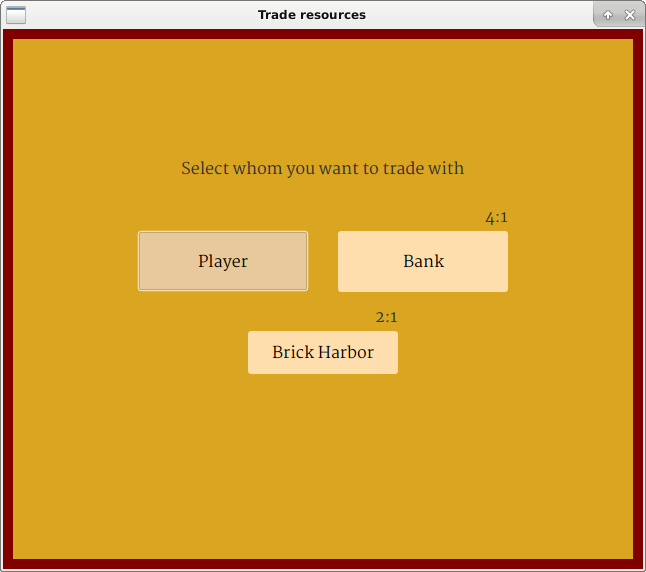 Trade resources
Select whom you want to trade with
4:1
Player
Bank
2:1
Brick Harbor